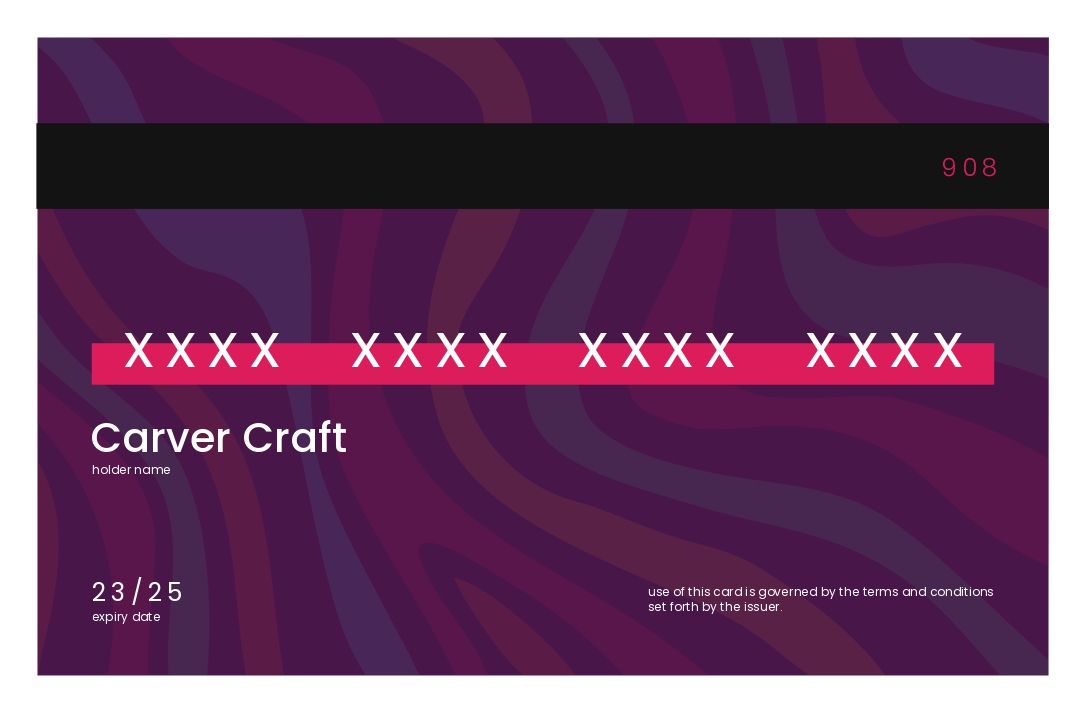 908
XXXX XXXX XXXX XXXX
Carver Craft
holder name
23/25
expiry date
use of this card is governed by the terms and conditions
set forth by the issuer.